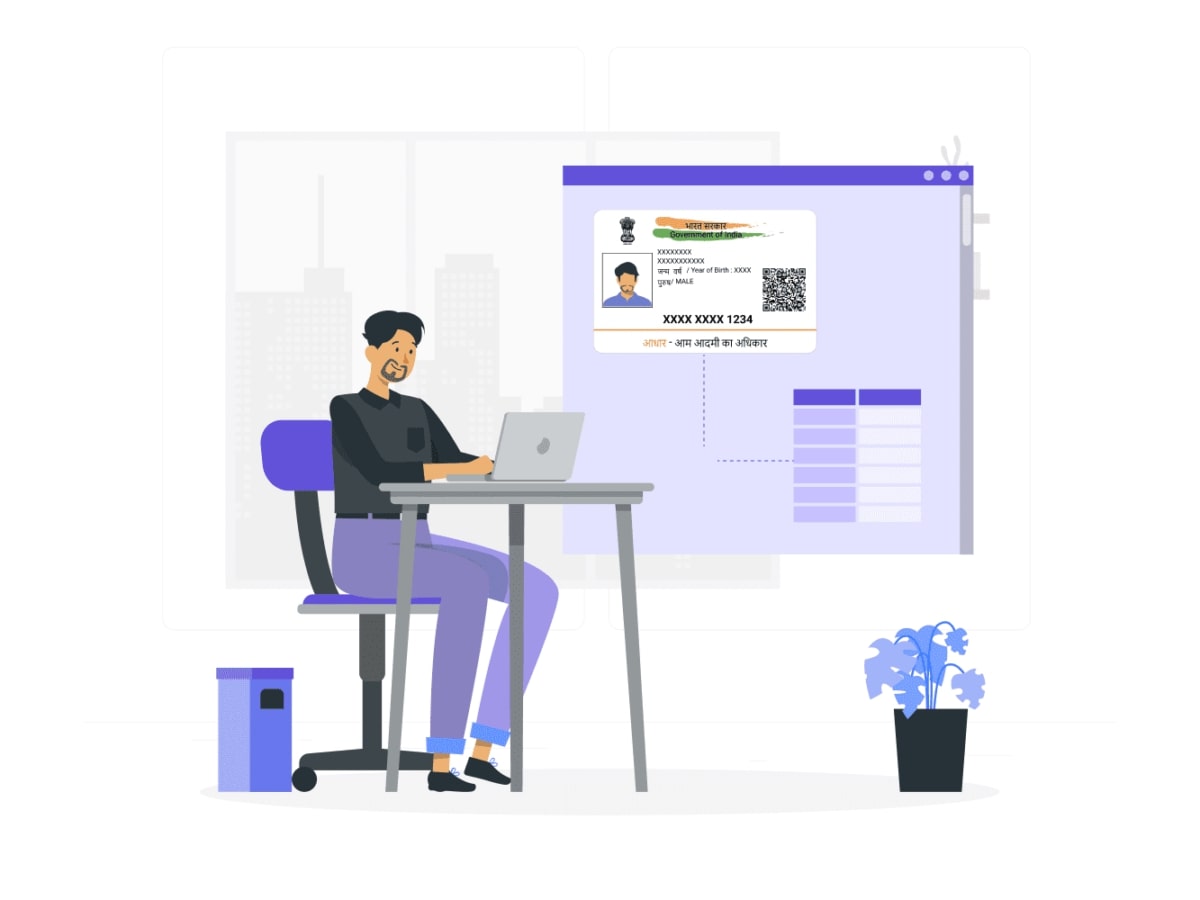 भारत सरकार
Government of India
XXXXXXXX
XXXXXXXXXXX
जन्म वर्ष / Year of Birth : XXXX
पुरुष/ MALE
XXXX XXXX 1234
आधार - आम आदमी का अधिकार